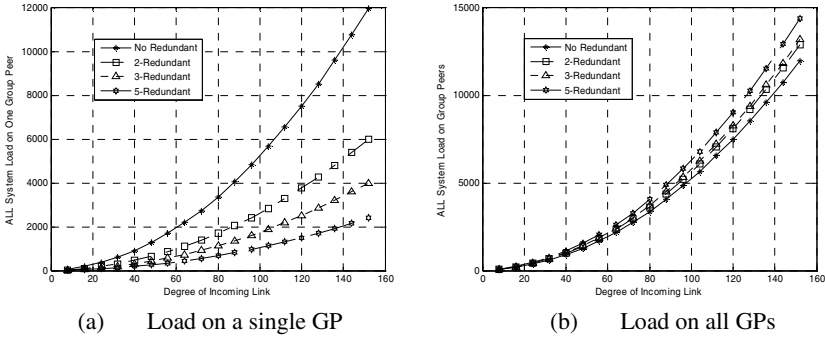 12000
10000
8000
6000
4000
2000
0
ALL System Load on One Group Peer
No Redundant
2-Redundant
3-Redundant
5-Redundant
0 20 40 60 80 100 120 140 160
Degree of Incoming Link
(a) Load on a single GP
15000
10000
5000
0
ALL System Load on Group Peers
No Redundant
2-Redundant
3-Redundant
5-Redundant
0 20 40 60 80 100 120 140 160
Degree of Incoming Link
(b) Load on all GPs